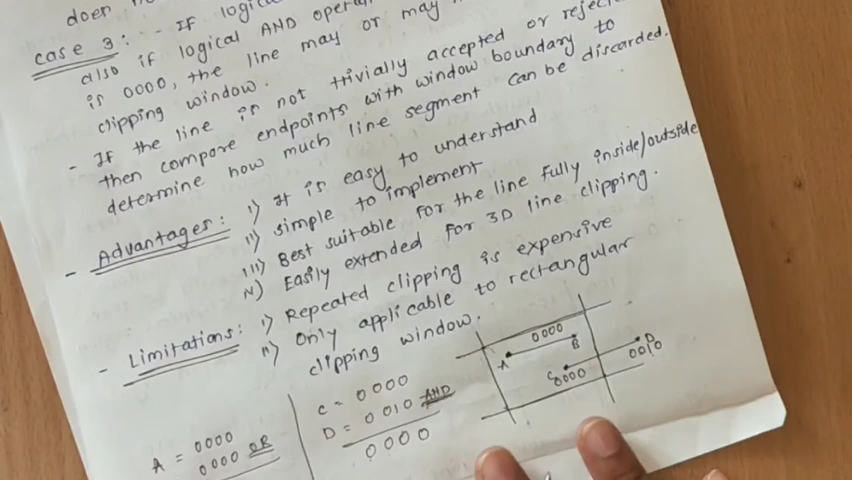 does
case 3: - If logical
also if logical AND
is 0000, the line may or may
clipping window.
- If the line is not trivially accepted or
then compare endpoints with window boundary to
determine how much line segment can be discarded.
- Advantages: i) It is easy to understand
ii) simple to implement
iii) Best suitable for the line fully inside/outside
iv) Easily extended for 3D line clipping.
- Limitations: i) Repeated clipping is expensive
ii) Only applicable to rectangular
clipping window.
0000
A B
C D
0000 0010
A = 0000
0000 OR
C = 0000
D = 0010 AND
0000